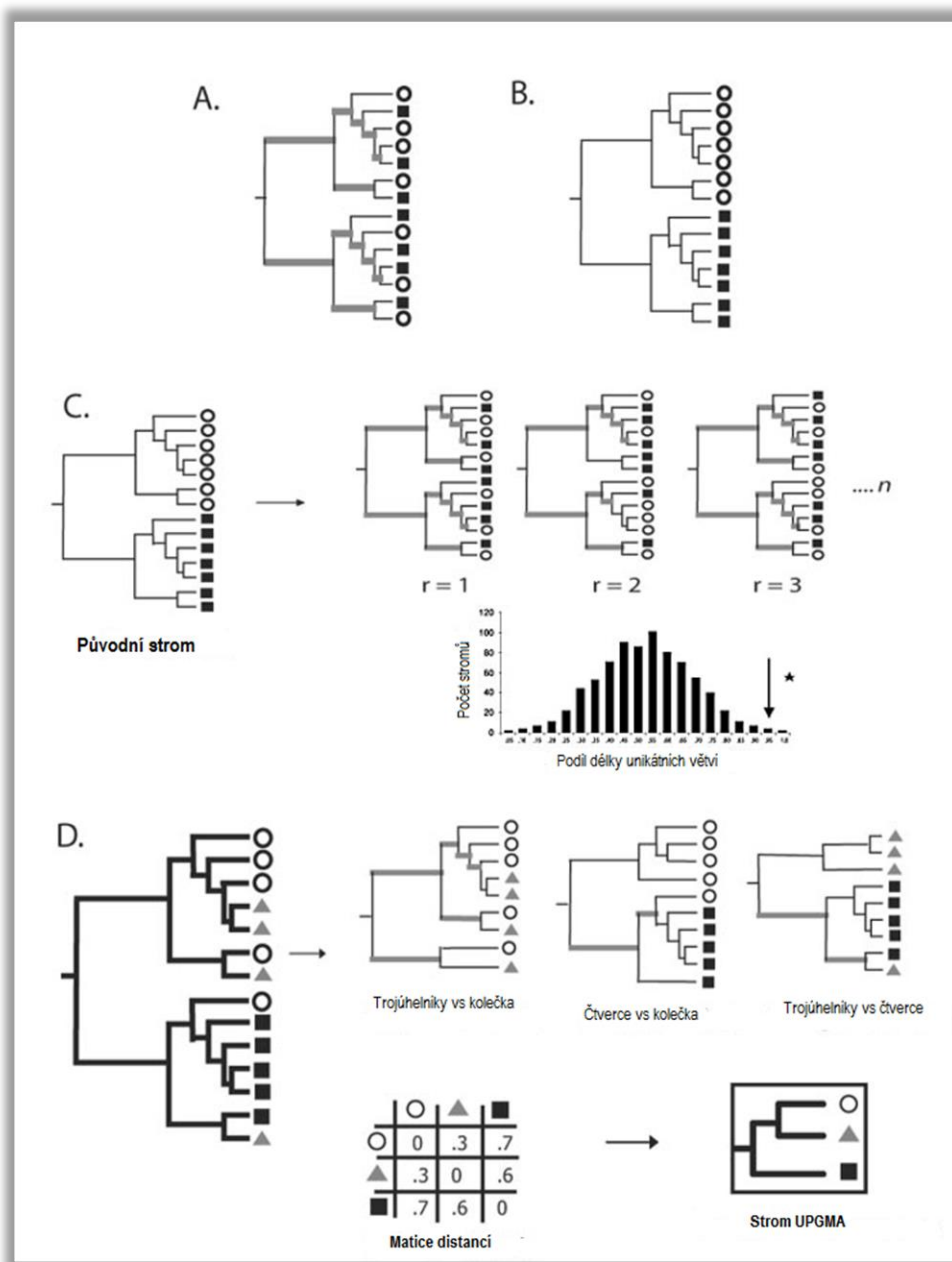 A.
B.
C.
Původní strom
r = 1
r = 2
r = 3
.... n
Počet stromů
120
100
80
60
40
20
0
Podíl délky unikátních větví
D.
Trojúhelníky vs kolečka
Čtverce vs kolečka
Trojúhelníky vs čtverce
0 .3 .7
.3 0 .6
.7 .6 0
Matice distancí
Strom UPGMA